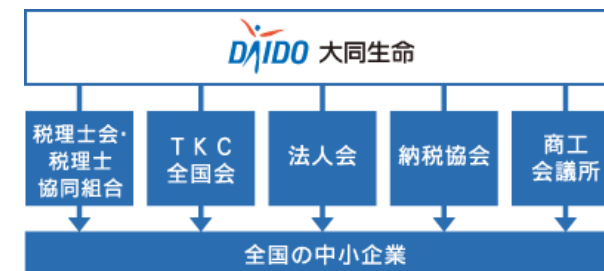 DAIDO 大同生命
税理士会・
税理士
協同組合
TKC
全国会
法人会
納税協会
商工
会議所
全国の中小企業